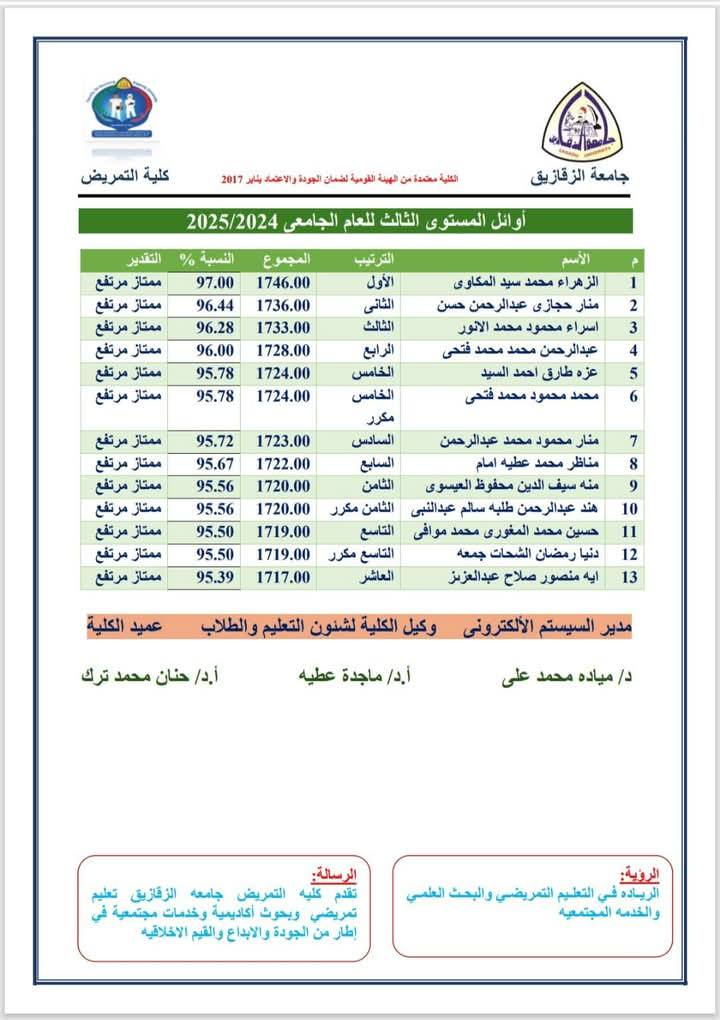 جامعة الزقازيق
الكلية معتمدة من الهيئة القومية لضمان الجودة والاعتماد يناير 2017
كلية التمريض
أوائل المستوى الثالث للعام الجامعى 2025/2024
م الأسم الترتيب المجموع النسبة % التقدير
1 الزهراء محمد سيد المكاوى الأول 1746.00 97.00 ممتاز مرتفع
2 منار حجازى عبدالرحمن حسن الثانى 1736.00 96.44 ممتاز مرتفع
3 اسراء محمود محمد الانور الثالث 1733.00 96.28 ممتاز مرتفع
4 عبدالرحمن محمد محمد فتحى الرابع 1728.00 96.00 ممتاز مرتفع
5 عزه طارق احمد السيد الخامس 1724.00 95.78 ممتاز مرتفع
6 محمد محمود محمد فتحى الخامس 1724.00 95.78 ممتاز مرتفع
مكرر
7 منار محمود محمد عبدالرحمن السادس 1723.00 95.72 ممتاز مرتفع
8 مناظر محمد عطيه امام السابع 1722.00 95.67 ممتاز مرتفع
9 منه سيف الدين محفوظ العيسوى الثامن 1720.00 95.56 ممتاز مرتفع
10 هند عبدالرحمن طلبه سالم عبدالنبى الثامن مكرر 1720.00 95.56 ممتاز مرتفع
11 حسين محمد المغورى محمد موافى التاسع 1719.00 95.50 ممتاز مرتفع
12 دنيا رمضان الشحات جمعه التاسع مكرر 1719.00 95.50 ممتاز مرتفع
13 ايه منصور صلاح عبدالعزيز العاشر 1717.00 95.39 ممتاز مرتفع
مدير السيستم الألكترونى وكيل الكلية لشئون التعليم والطلاب عميد الكلية
د/ مياده محمد على أ.د/ ماجدة عطيه أ.د/ حنان محمد ترك
الرؤية:
الرياده في التعليم التمريضي والبحث العلمي
والخدمه المجتمعيه
الرسالة:
تقدم كليه التمريض جامعه الزقازيق تعليم
تمريضي وبحوث أكاديمية وخدمات مجتمعية في
إطار من الجودة والابداع والقيم الاخلاقيه